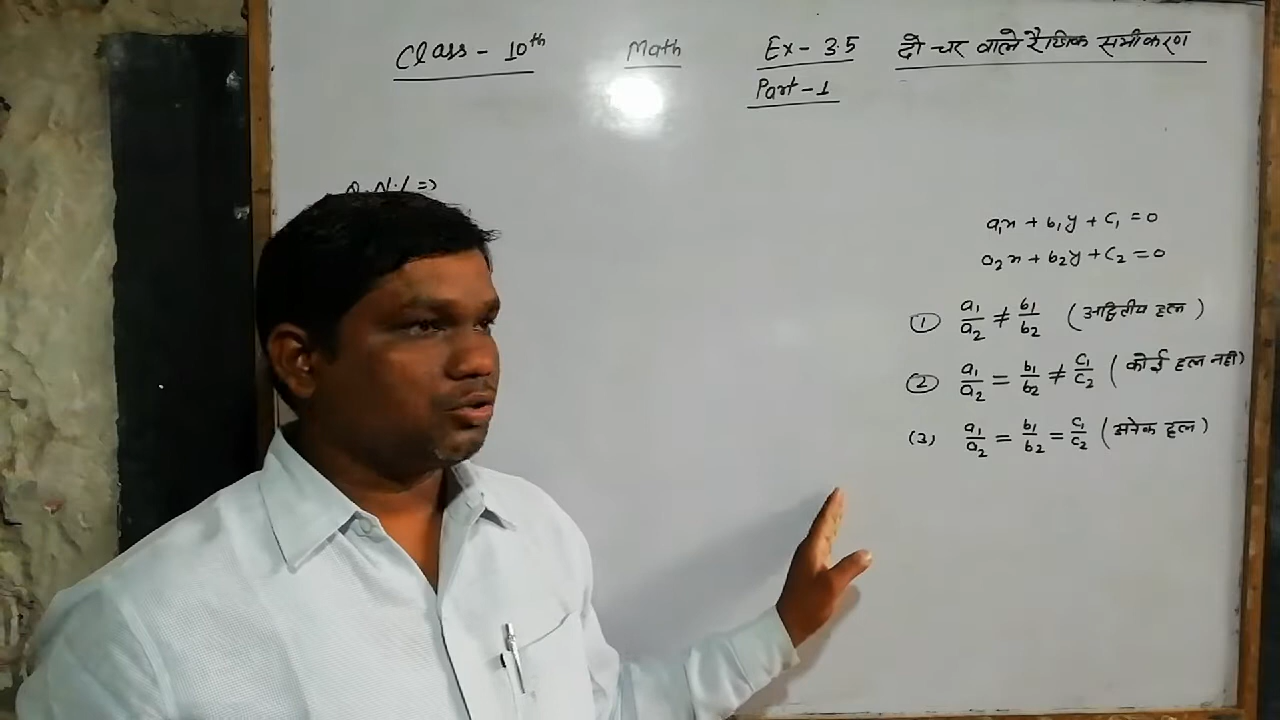 Class - 10th Math Ex - 3.5 दो चर वाले रैखिक समीकरण
Part - 1
Q.N.1 =>
a₁x + b₁y + c₁ = 0
a₂x + b₂y + c₂ = 0
① a₁/a₂ ≠ b₁/b₂ (अद्वितीय हल)
② a₁/a₂ = b₁/b₂ ≠ c₁/c₂ (कोई हल नहीं)
(3) a₁/a₂ = b₁/b₂ = c₁/c₂ (अनेक हल)